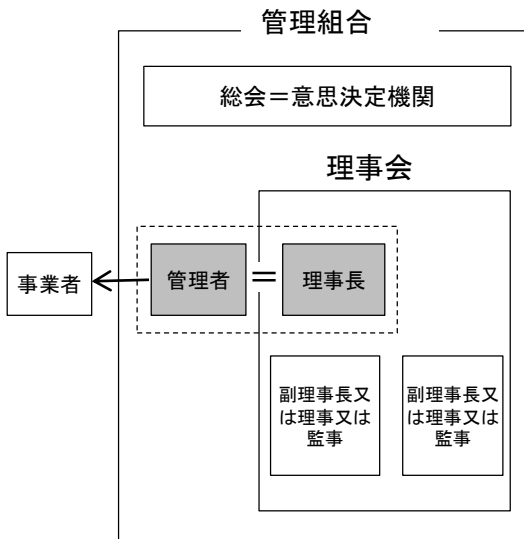 管理組合
総会＝意思決定機関
理事会
事業者
管理者
＝
理事長
副理事長又
は理事又は
監事
副理事長又
は理事又は
監事